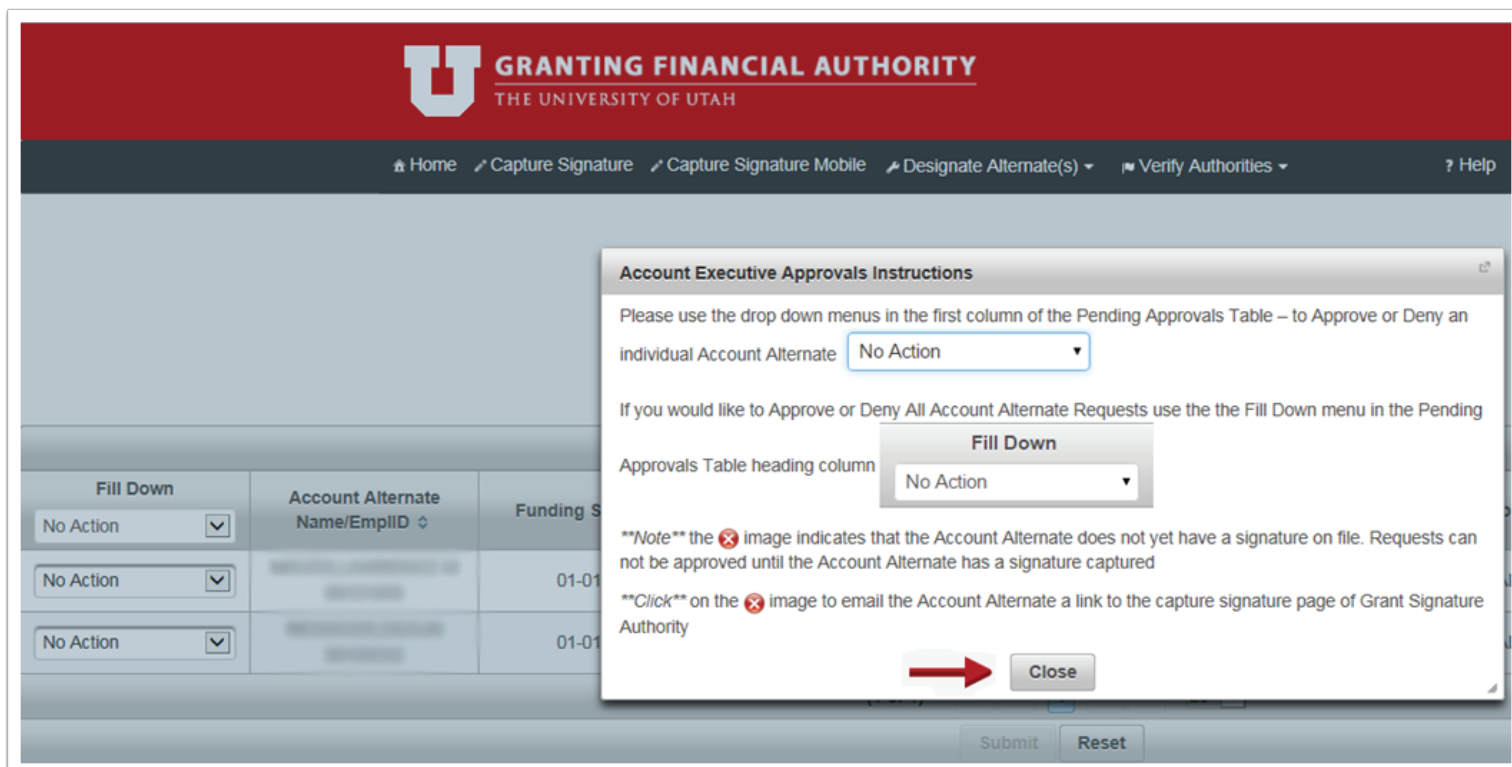 GRANTING FINANCIAL AUTHORITY
THE UNIVERSITY OF UTAH
Home Capture Signature Capture Signature Mobile Designate Alternate(s) Verify Authorities ? Help
Account Executive Approvals Instructions
Please use the drop down menus in the first column of the Pending Approvals Table – to Approve or Deny an
individual Account Alternate No Action
If you would like to Approve or Deny All Account Alternate Requests use the the Fill Down menu in the Pending
Fill Down
Approvals Table heading column
No Action
**Note** the image indicates that the Account Alternate does not yet have a signature on file. Requests can
not be approved until the Account Alternate has a signature captured
**Click** on the image to email the Account Alternate a link to the capture signature page of Grant Signature
Authority
Close
Fill Down
No Action
Account Alternate
Name/EmplID
Funding S
No Action
01-01
No Action
01-01
Submit Reset